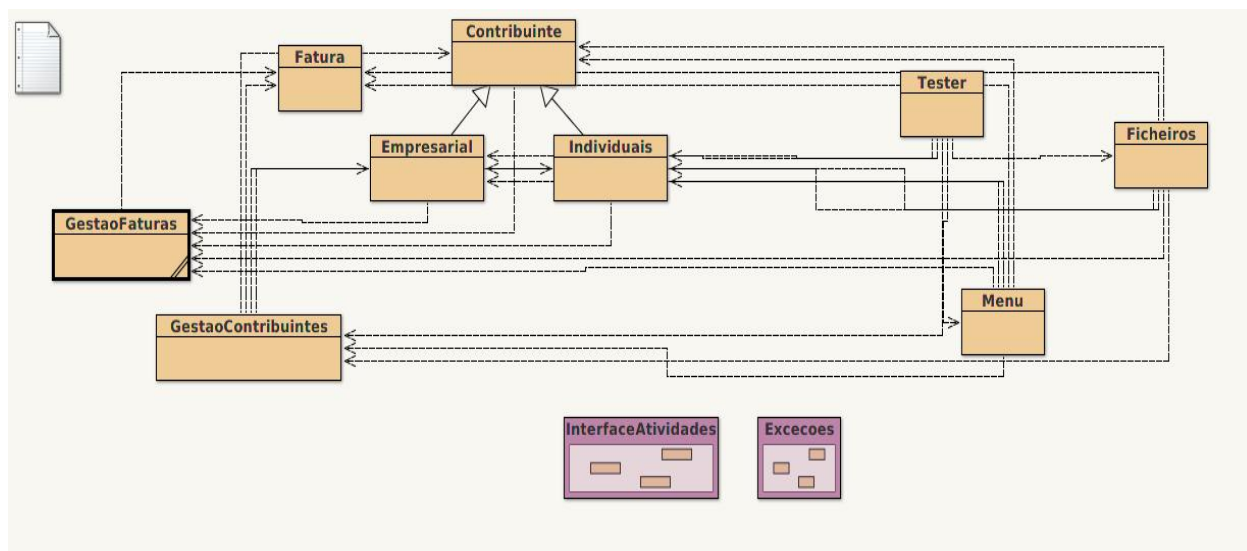 Contribuinte
Fatura
Tester
Ficheiros
Empresarial
Individuais
GestaoFaturas
Menu
GestaoContribuintes
InterfaceAtividades
Excecoes